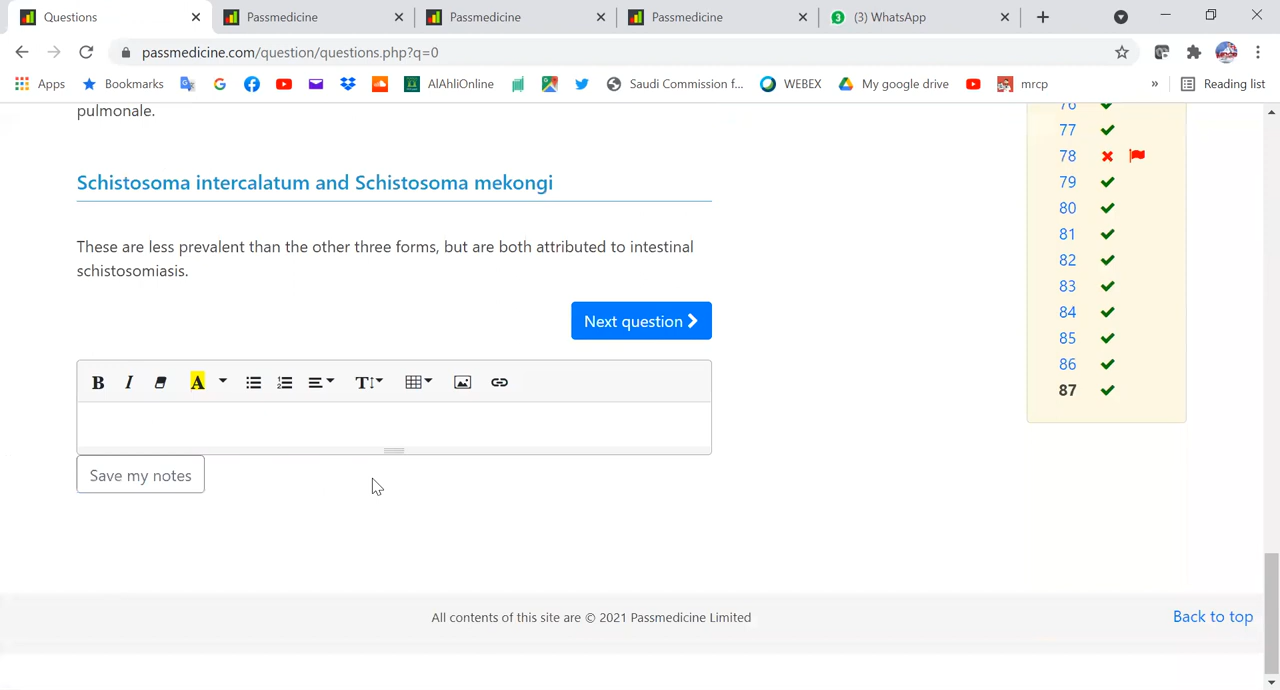 Questions
Passmedicine
Passmedicine
Passmedicine
3
(3) WhatsApp
passmedicine.com/question/questions.php?q=0
Apps
Bookmarks
AlAhliOnline
Saudi Commission f...
WEBEX
My google drive
mrcp
»
Reading list
pulmonale.
Schistosoma intercalatum and Schistosoma mekongi
These are less prevalent than the other three forms, but are both attributed to intestinal
schistosomiasis.
Next question
B I A T
Save my notes
76
77
78
79
80
81
82
83
84
85
86
87
All contents of this site are © 2021 Passmedicine Limited
Back to top